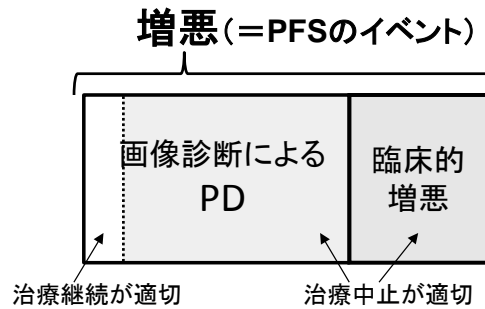 増悪(＝PFSのイベント)
画像診断による
PD
臨床的
増悪
治療継続が適切
治療中止が適切